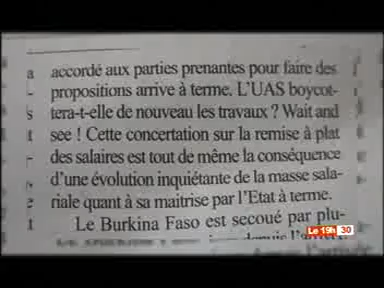 accordé aux parties prenantes pour faire des
propositions arrive à terme. L'UAS boycot-
tera-t-elle de nouveau les travaux ? Wait and
see ! Cette concertation sur la remise à plat
des salaires est tout de même la conséquence
d'une évolution inquiétante de la masse sala-
riale quant à sa maitrise par l'Etat à terme.
Le Burkina Faso est secoué par plu-
depuis l'arrivée
Le 19h 30